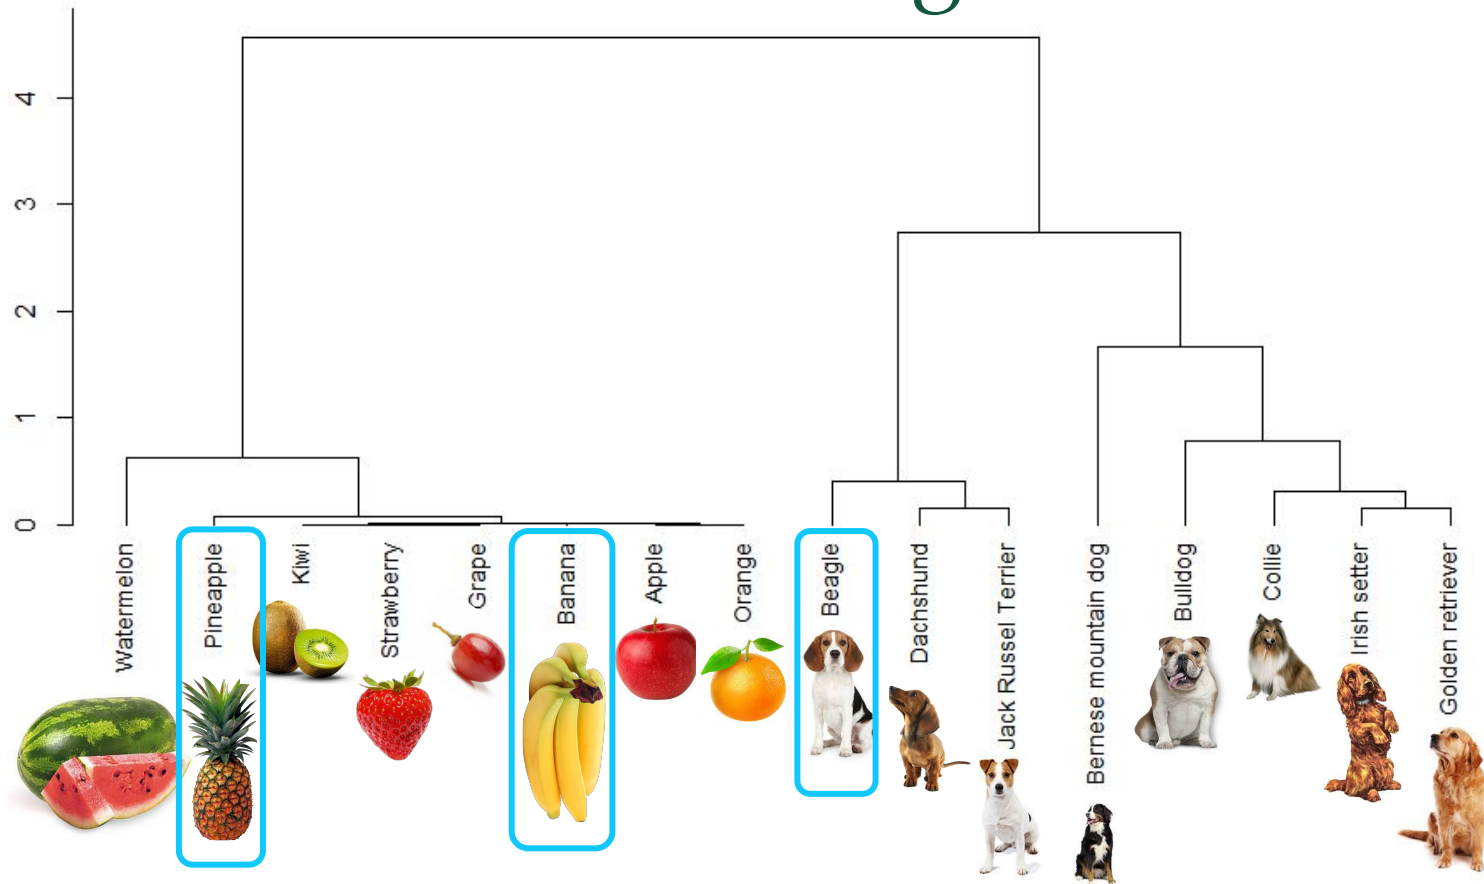 4
3
2
1
0
Watermelon
Pineapple
Kiwi
Strawberry
Grape
Banana
Apple
Orange
Beagle
Dachshund
Jack Russel Terrier
Bernese mountain dog
Bulldog
Collie
Irish setter
Golden retriever